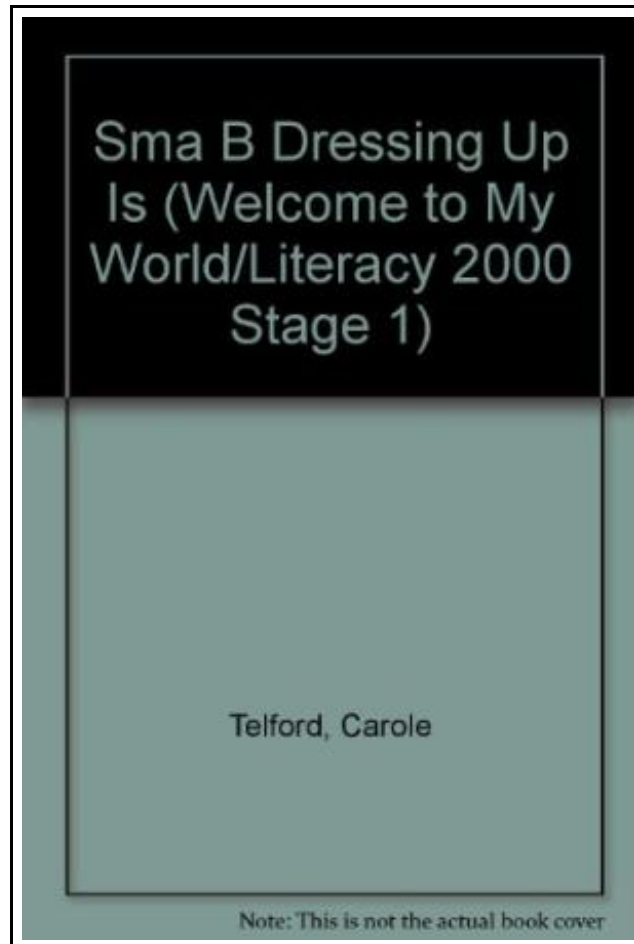 Sma B Dressing Up
Is (Welcome to My
World/Literacy 2000
Stage 1)
Telford, Carole
Note: This is not the actual book cover